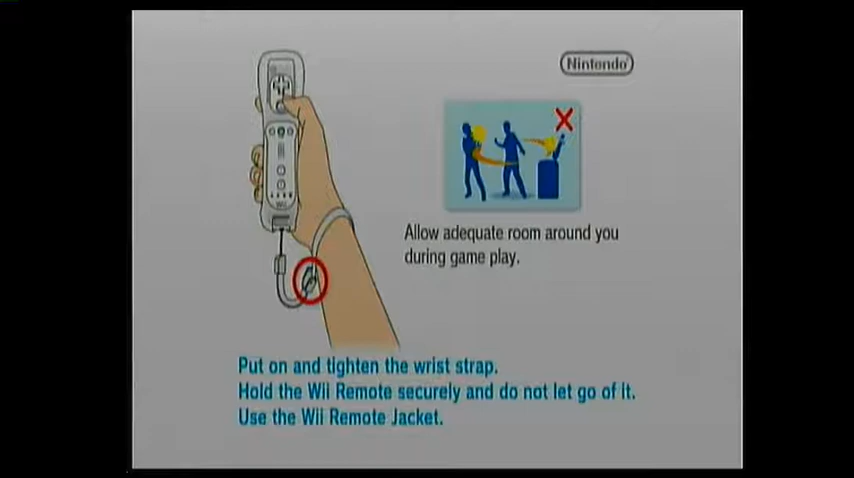 Nintendo
Allow adequate room around you
during game play.
Put on and tighten the wrist strap.
Hold the Wii Remote securely and do not let go of it.
Use the Wii Remote Jacket.